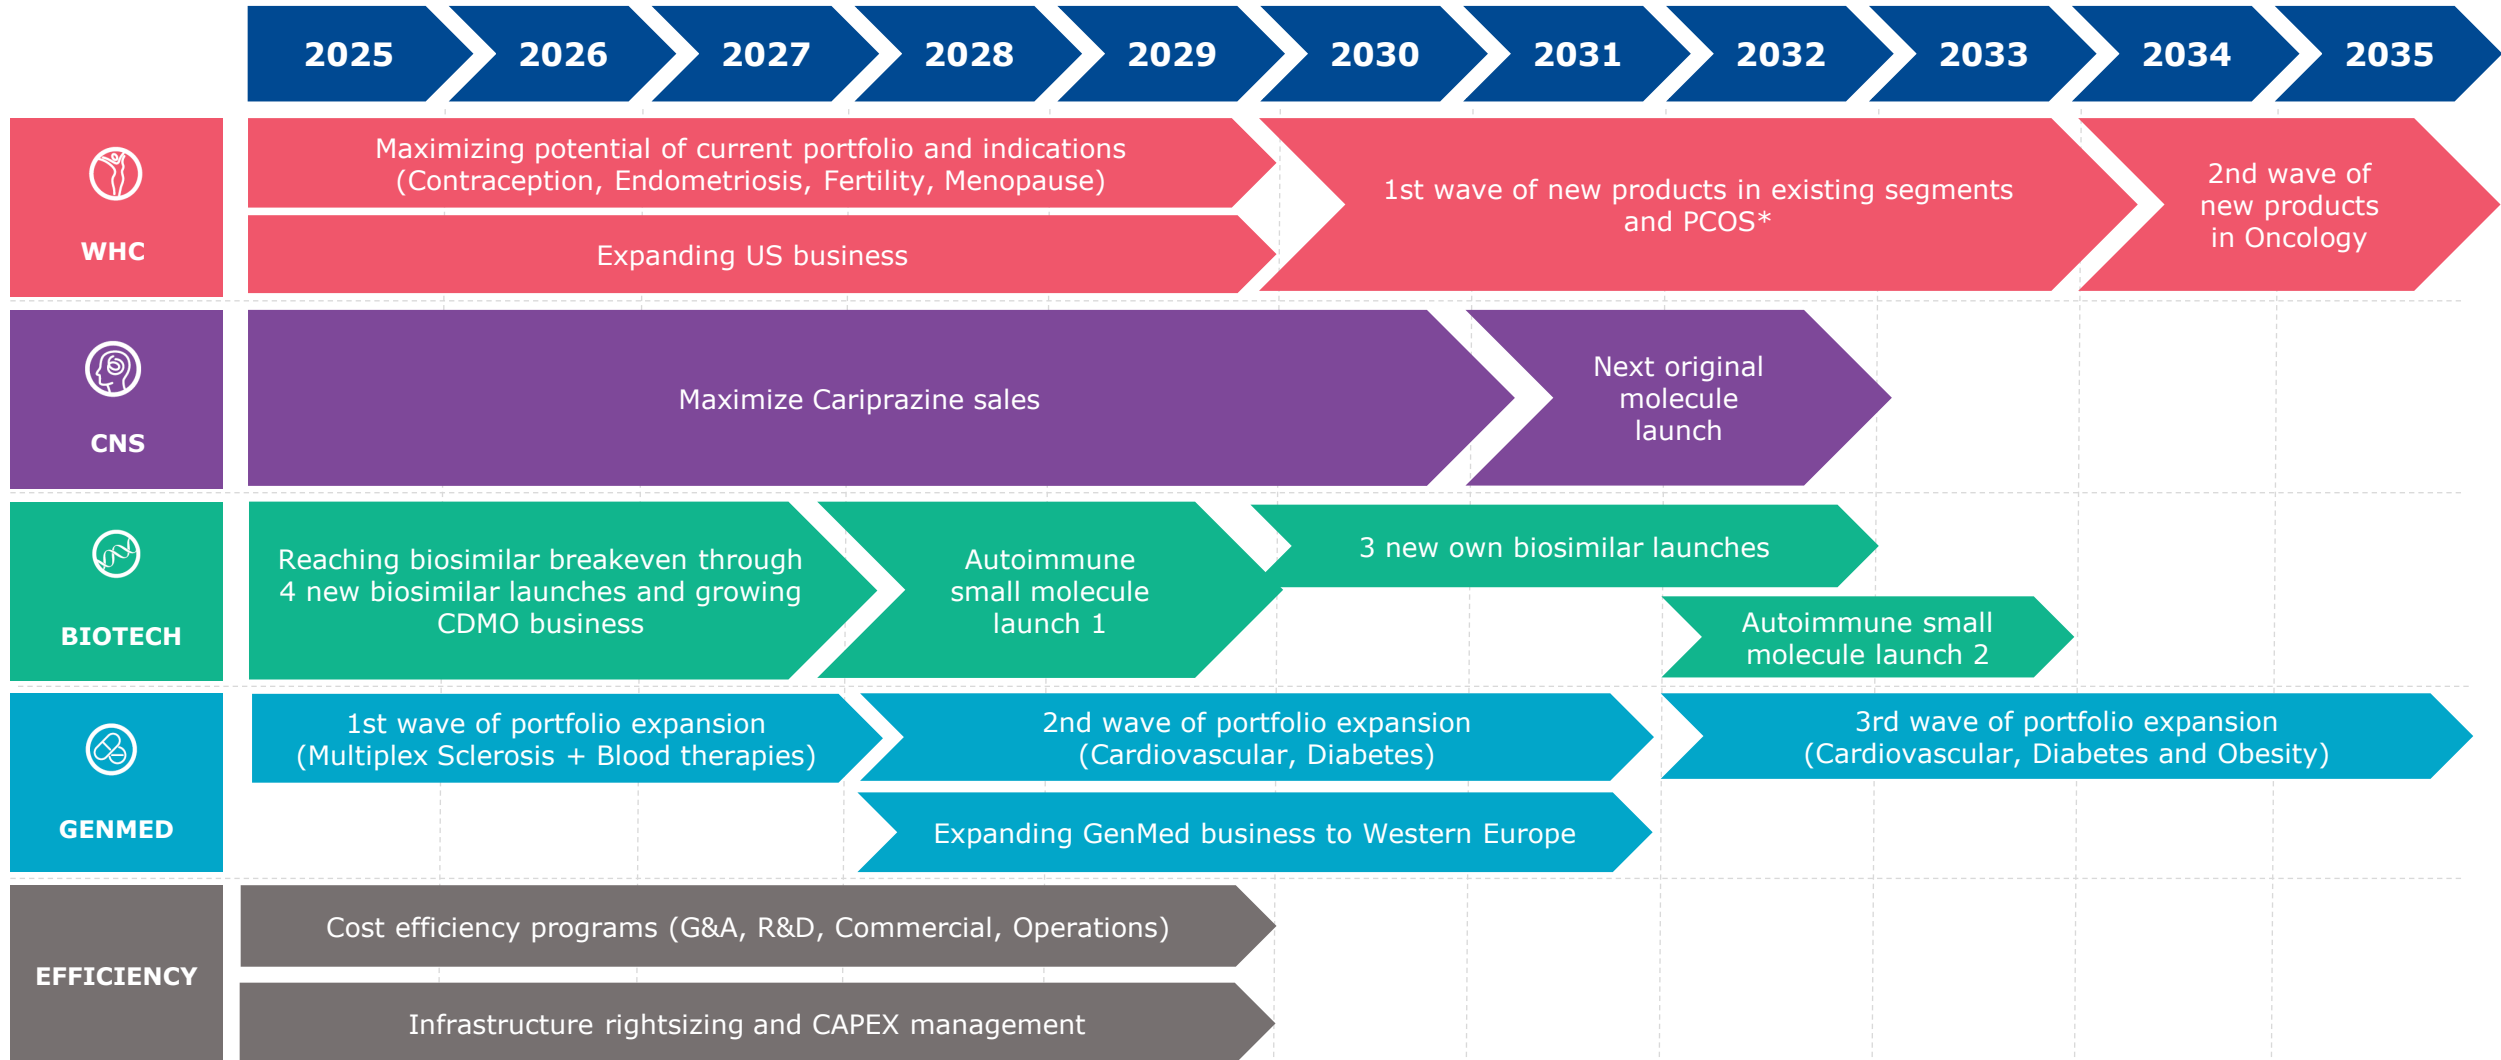 2025
2026
2027
2028
2029
2030
2031
2032
2033
2034
2035
WHC
Maximizing potential of current portfolio and indications
(Contraception, Endometriosis, Fertility, Menopause)
Expanding US business
1st wave of new products in existing segments
and PCOS*
2nd wave of
new products
in Oncology
CNS
Maximize Cariprazine sales
Next original
molecule
launch
BIOTECH
Reaching biosimilar breakeven through
4 new biosimilar launches and growing
CDMO business
Autoimmune
small molecule
launch 1
3 new own biosimilar launches
Autoimmune small
molecule launch 2
GENMED
1st wave of portfolio expansion
(Multiplex Sclerosis + Blood therapies)
2nd wave of portfolio expansion
(Cardiovascular, Diabetes)
3rd wave of portfolio expansion
(Cardiovascular, Diabetes and Obesity)
Expanding GenMed business to Western Europe
EFFICIENCY
Cost efficiency programs (G&A, R&D, Commercial, Operations)
Infrastructure rightsizing and CAPEX management